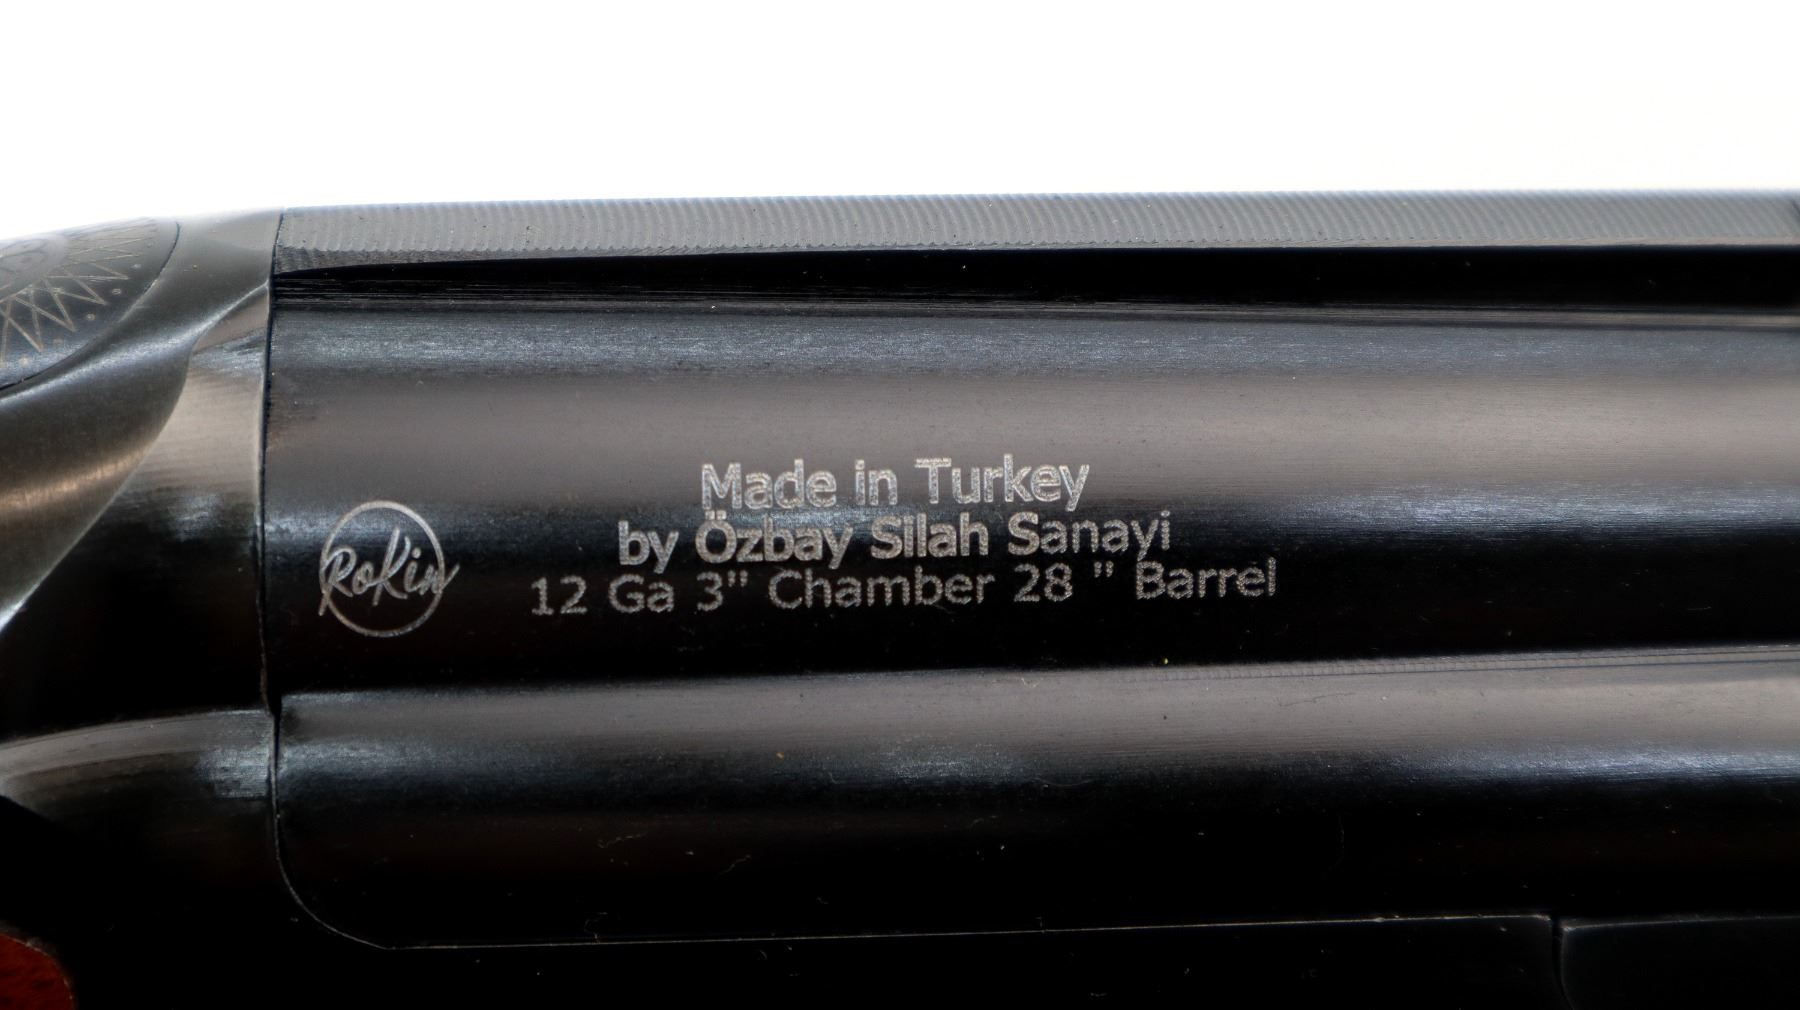 RoKin
Made in Turkey
by Özbay Silah Sanayi
12 Ga 3" Chamber 28 " Barrel